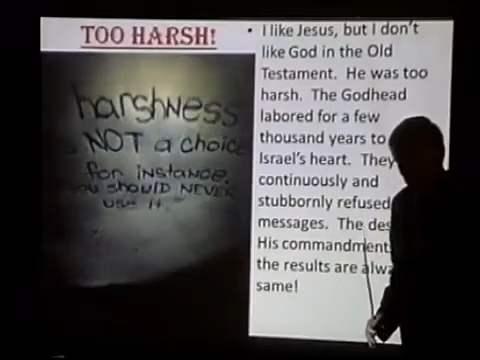 TOO HARSH!
harshness
NOT a choice
for instance,
you should NEVER
use it."
• I like Jesus, but I don't
like God in the Old
Testament. He was too
harsh. The Godhead
labored for a few
thousand years to
Israel's heart. They
continuously and
stubbornly refused
messages. The
His commandment
the results are
same!